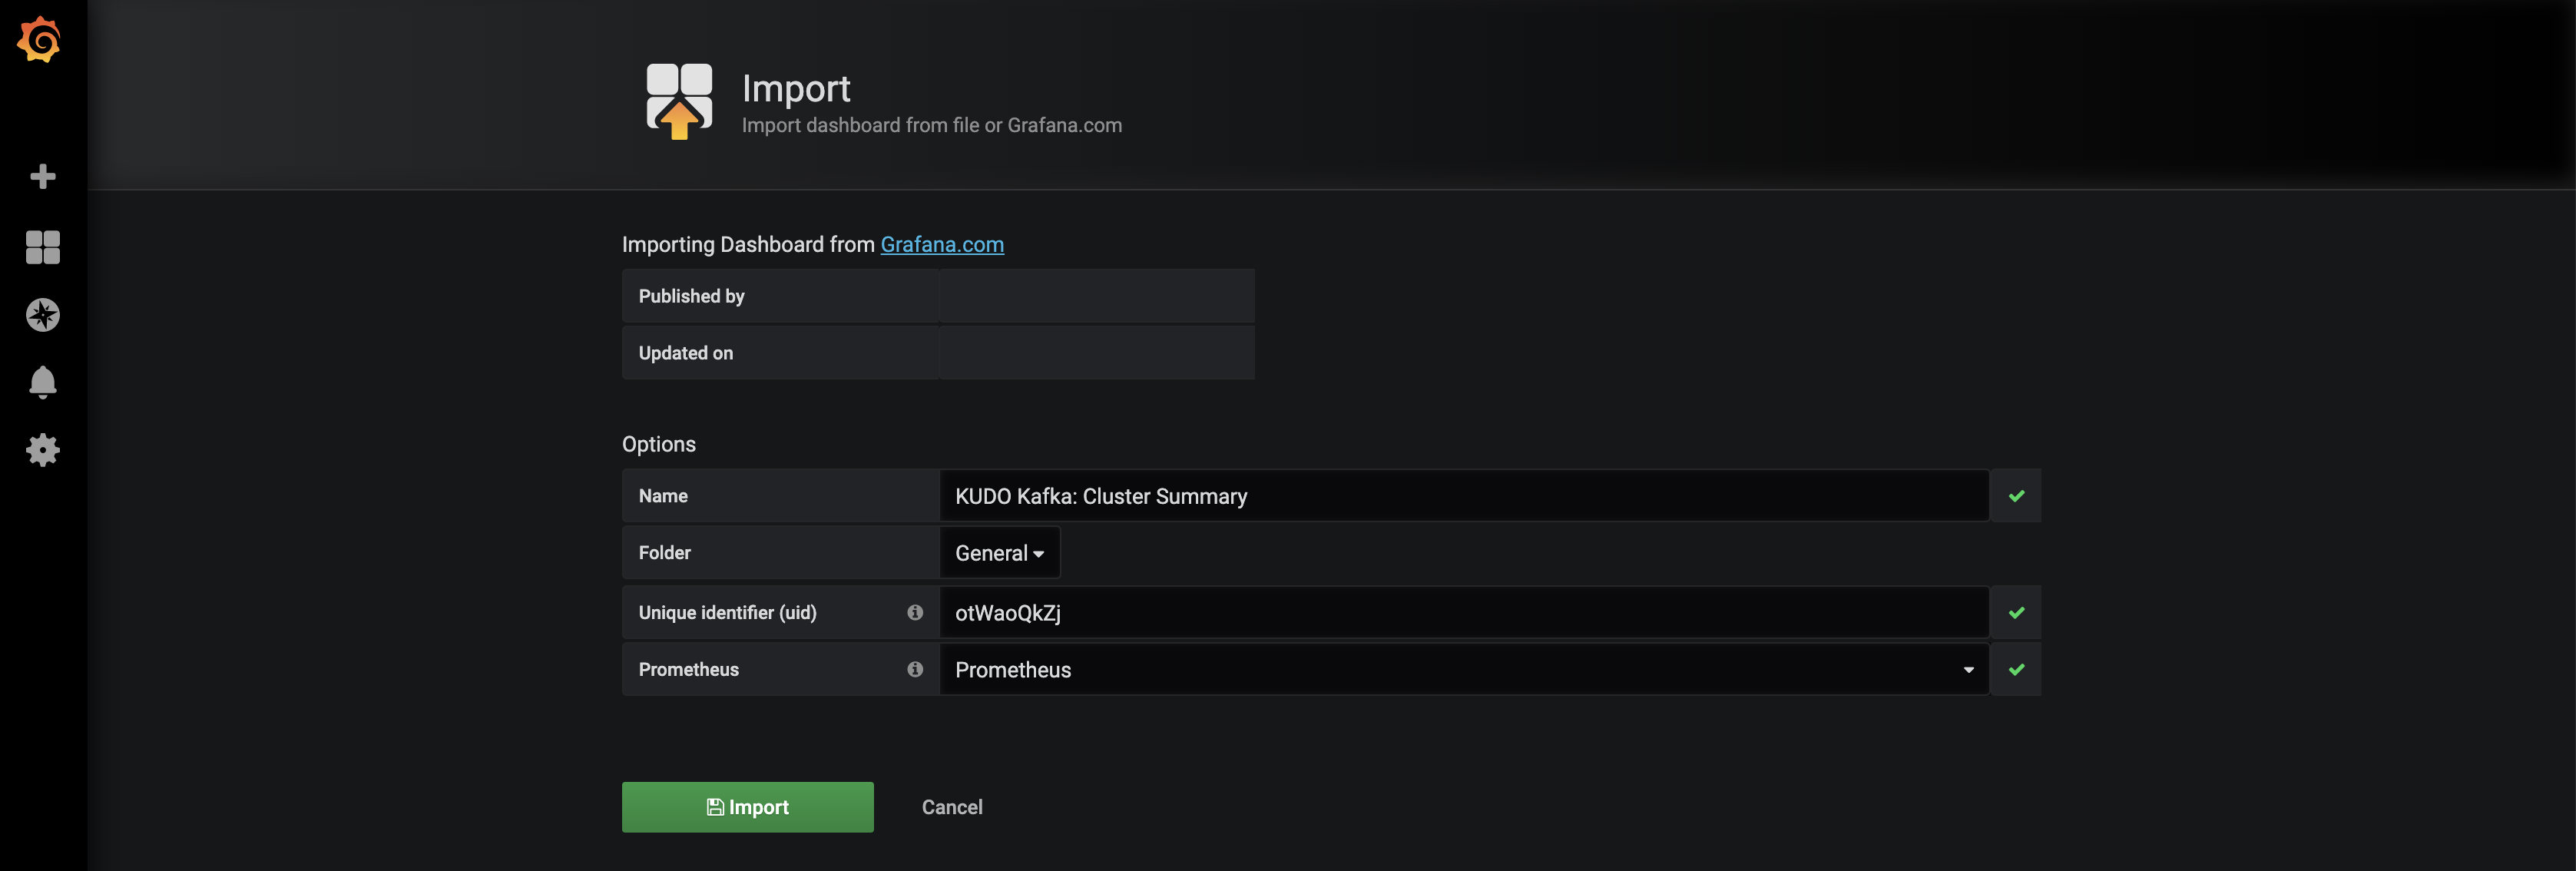 Import
Import dashboard from file or Grafana.com
Importing Dashboard from Grafana.com
Published by
Updated on
Options
Name
KUDO Kafka: Cluster Summary
Folder
General
Unique identifier (uid)
otWaoQkZj
Prometheus
Prometheus
Import
Cancel